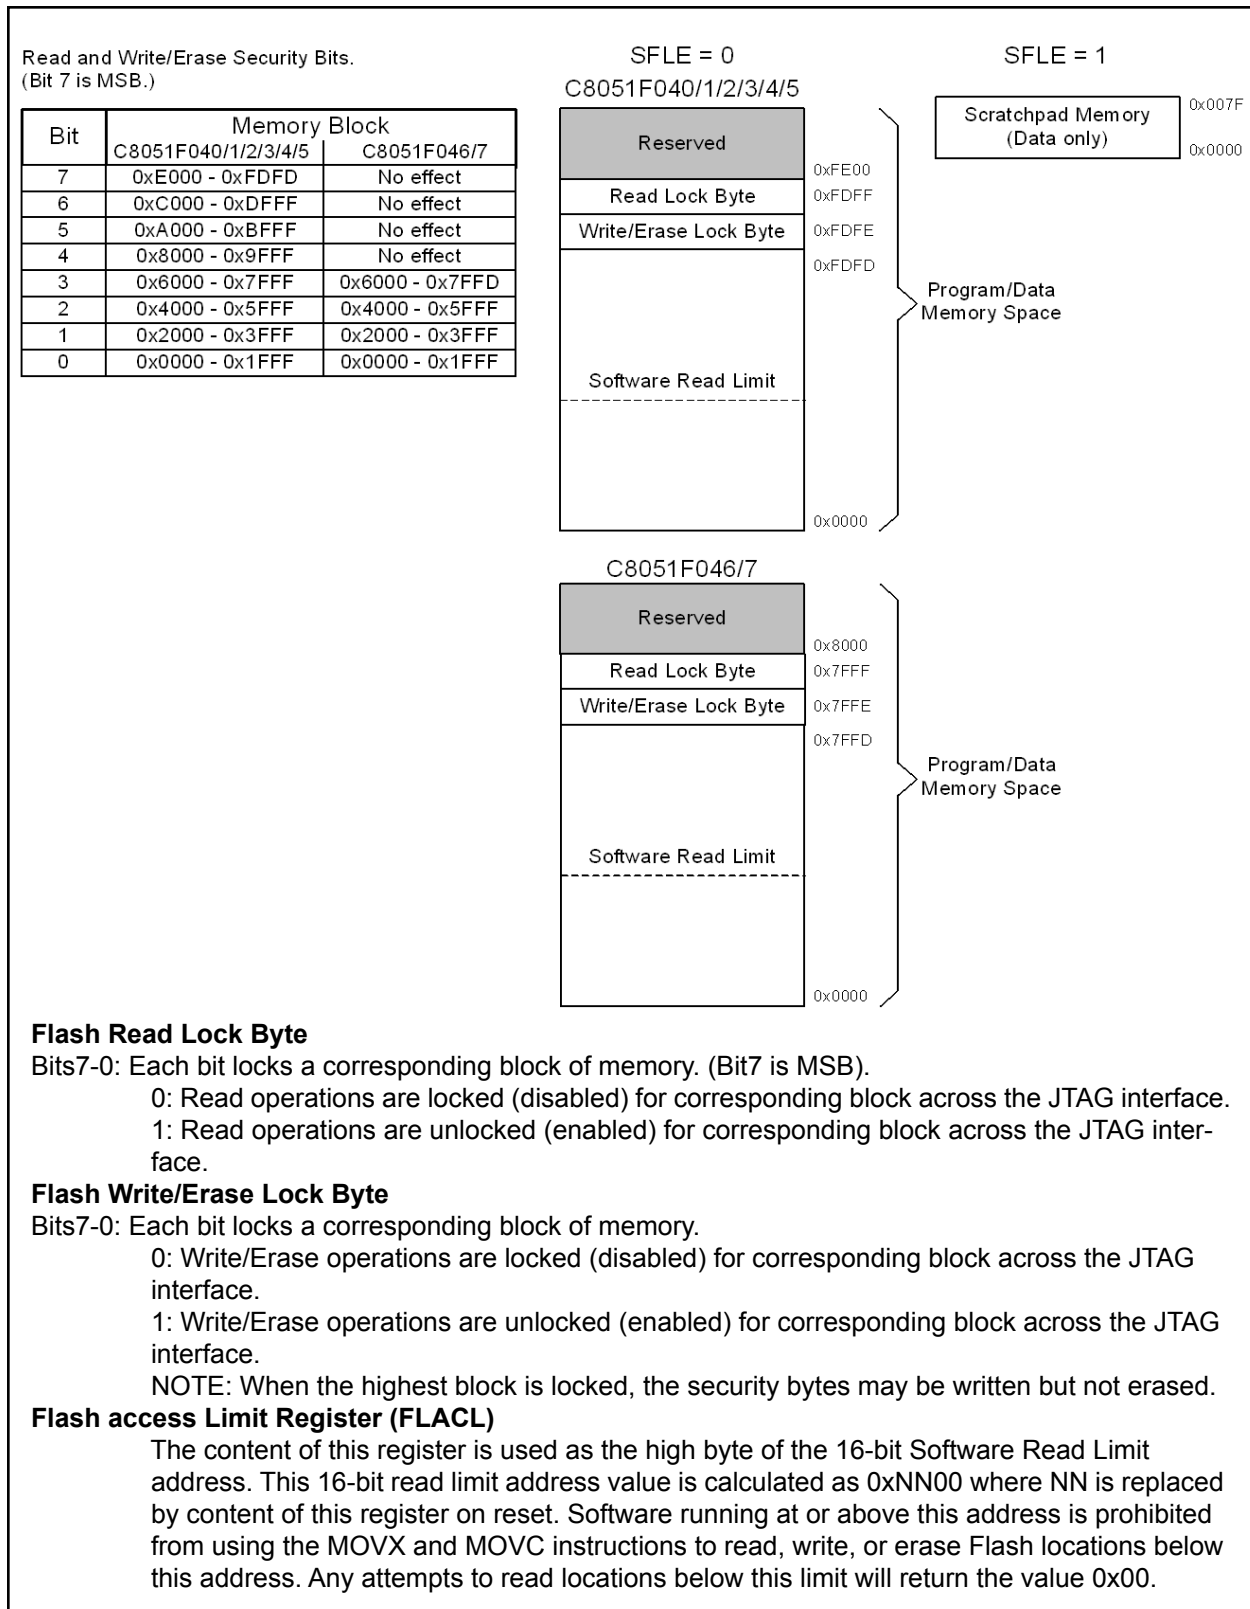 Read and Write/Erase Security Bits.
(Bit 7 is MSB.)
Bit Memory Block
C8051F040/1/2/3/4/5 C8051F046/7
7 0xE000 - 0xFDFD No effect
6 0xC000 - 0xDFFF No effect
5 0xA000 - 0xBFFF No effect
4 0x8000 - 0x9FFF No effect
3 0x6000 - 0x7FFF 0x6000 - 0x7FFD
2 0x4000 - 0x5FFF 0x4000 - 0x5FFF
1 0x2000 - 0x3FFF 0x2000 - 0x3FFF
0 0x0000 - 0x1FFF 0x0000 - 0x1FFF
SFLE = 0
C8051F040/1/2/3/4/5
Reserved
0xFE00
Read Lock Byte 0xFDFF
Write/Erase Lock Byte 0xFDFE
0xFDFD
Software Read Limit
0x0000
Program/Data
Memory Space
SFLE = 1
Scratchpad Memory
(Data only)
0x007F
0x0000
C8051F046/7
Reserved
0x8000
Read Lock Byte 0x7FFF
Write/Erase Lock Byte 0x7FFE
0x7FFD
Software Read Limit
0x0000
Program/Data
Memory Space
Flash Read Lock Byte
Bits7-0: Each bit locks a corresponding block of memory. (Bit7 is MSB).
0: Read operations are locked (disabled) for corresponding block across the JTAG interface.
1: Read operations are unlocked (enabled) for corresponding block across the JTAG inter-
face.
Flash Write/Erase Lock Byte
Bits7-0: Each bit locks a corresponding block of memory.
0: Write/Erase operations are locked (disabled) for corresponding block across the JTAG
interface.
1: Write/Erase operations are unlocked (enabled) for corresponding block across the JTAG
interface.
NOTE: When the highest block is locked, the security bytes may be written but not erased.
Flash access Limit Register (FLACL)
The content of this register is used as the high byte of the 16-bit Software Read Limit
address. This 16-bit read limit address value is calculated as 0xNN00 where NN is replaced
by content of this register on reset. Software running at or above this address is prohibited
from using the MOVX and MOVC instructions to read, write, or erase Flash locations below
this address. Any attempts to read locations below this limit will return the value 0x00.